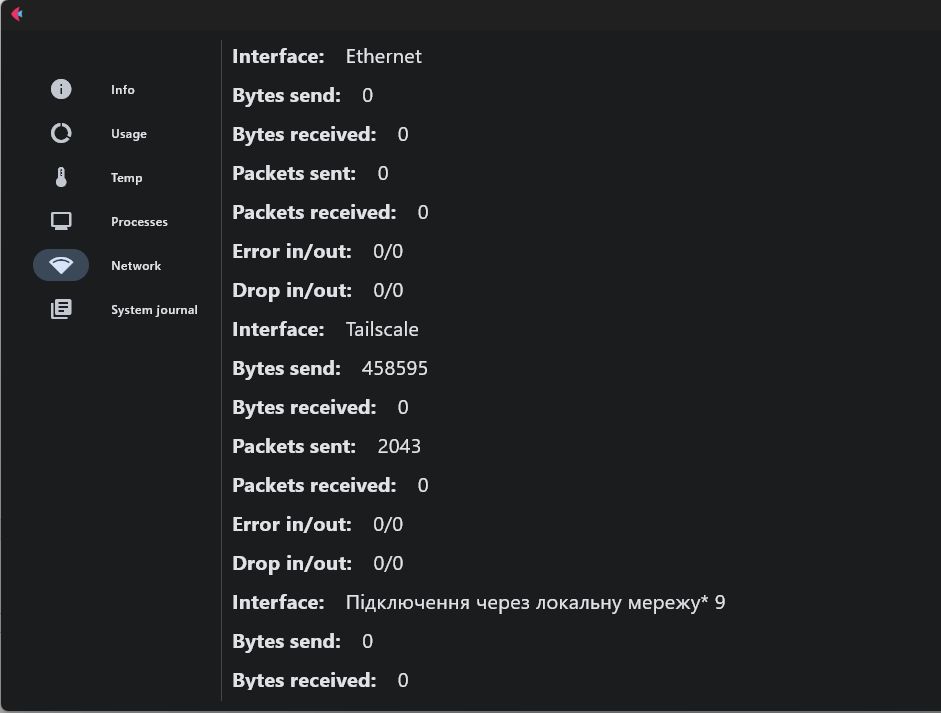 Info
Usage
Temp
Processes
Network
System journal
Interface: Ethernet
Bytes send: 0
Bytes received: 0
Packets sent: 0
Packets received: 0
Error in/out: 0/0
Drop in/out: 0/0
Interface: Tailscale
Bytes send: 458595
Bytes received: 0
Packets sent: 2043
Packets received: 0
Error in/out: 0/0
Drop in/out: 0/0
Interface: Підключення через локальну мережу* 9
Bytes send: 0
Bytes received: 0